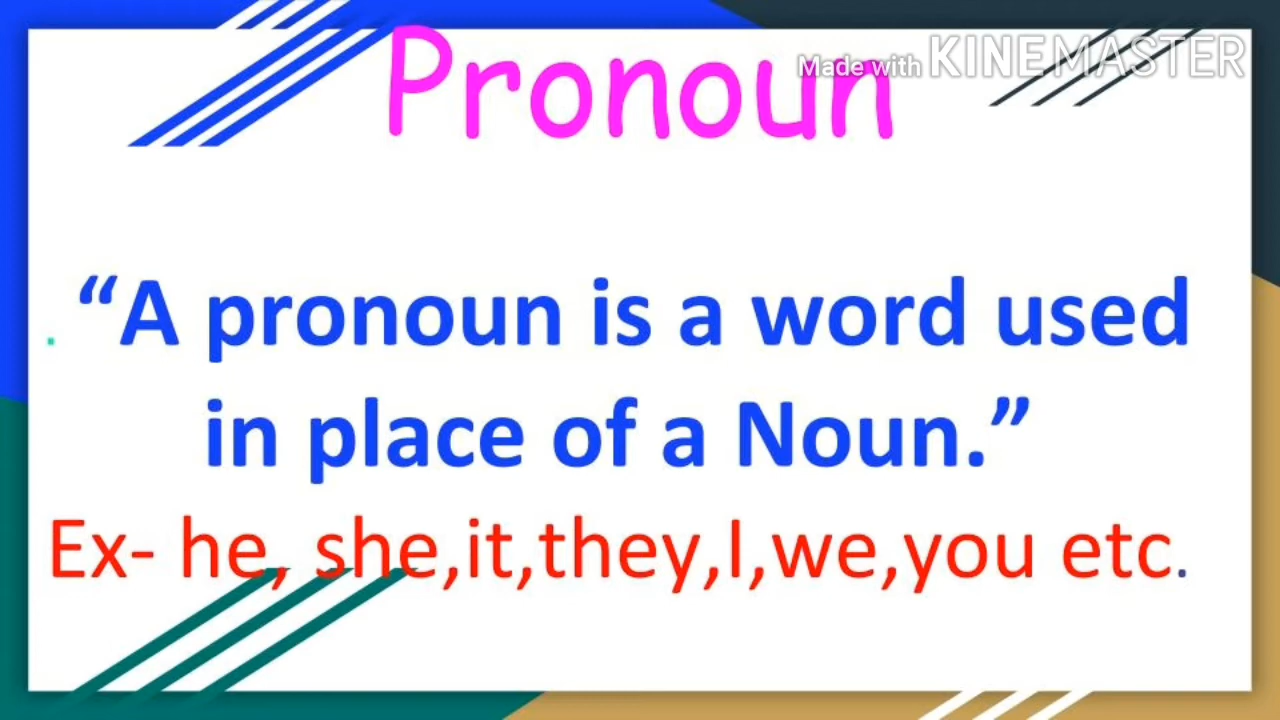 Pronoun
Made with KINEMASTER
. “A pronoun is a word used
in place of a Noun.”
Ex- he, she,it,they,I,we,you etc.